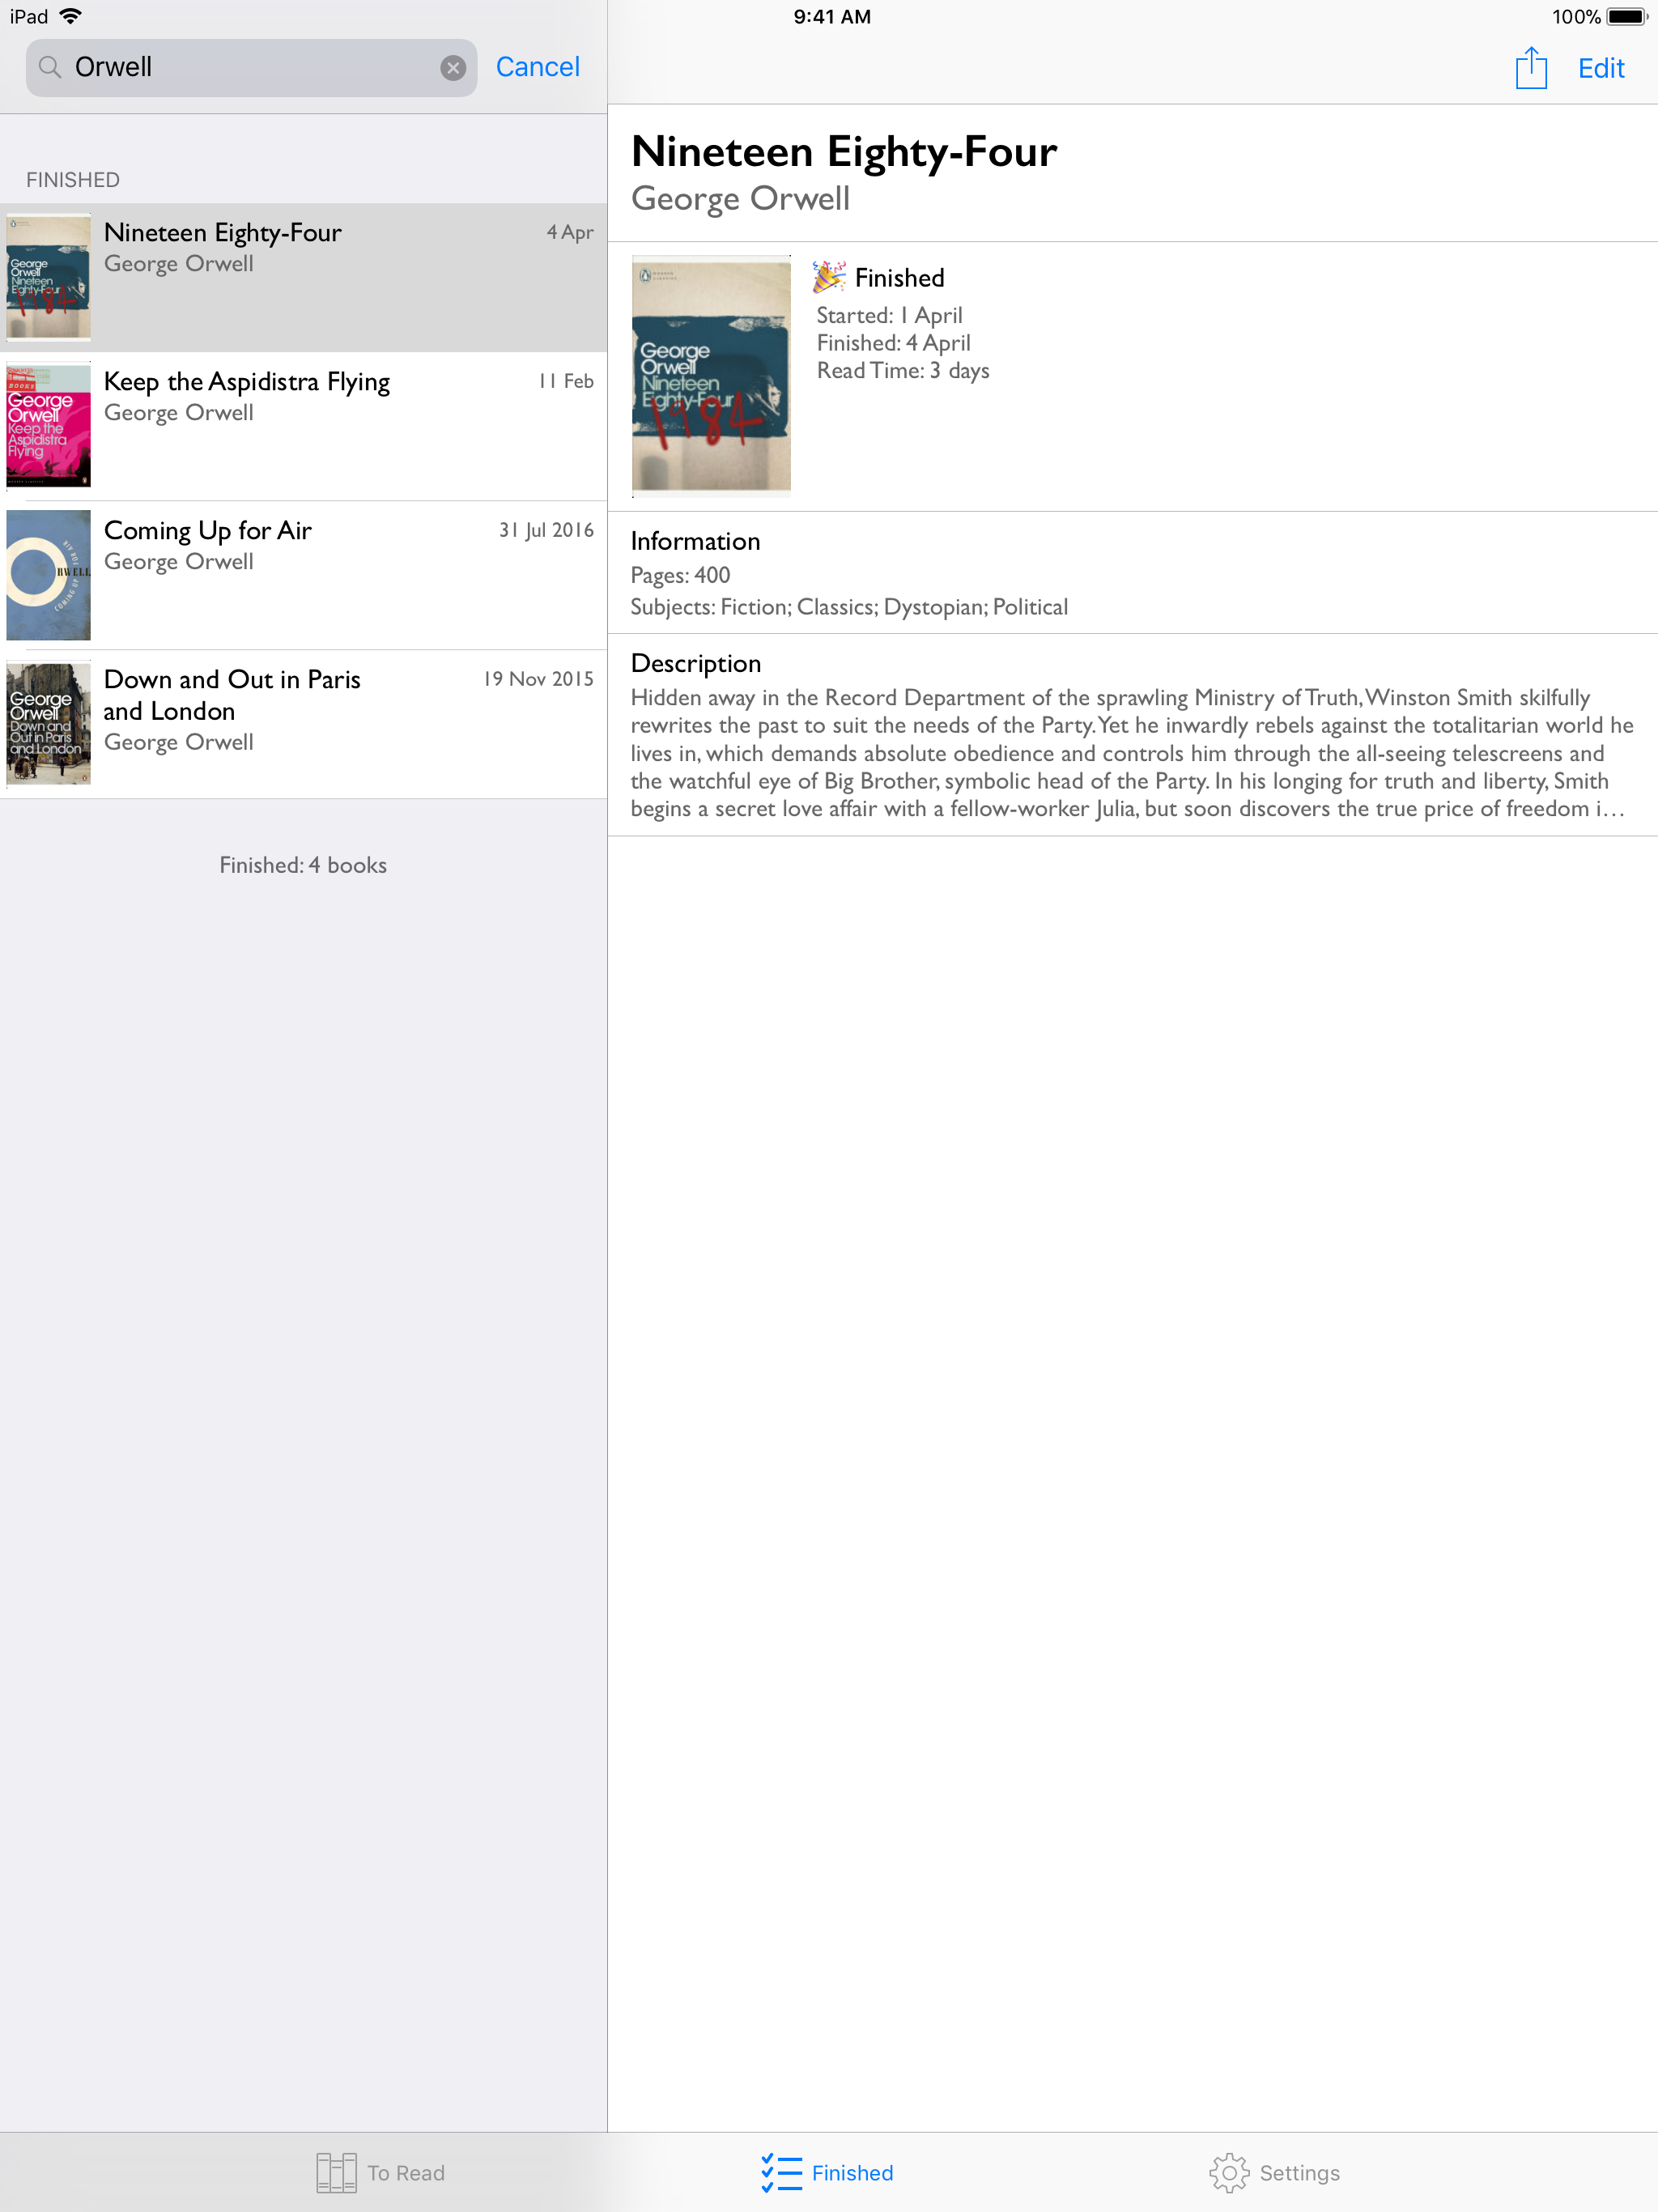 iPad
9:41 AM
100%
Orwell
Cancel
Edit
FINISHED
Nineteen Eighty-Four
4 Apr
George Orwell
George
Orwell
Nineteen
Eighty-Four
1984
Keep the Aspidistra Flying
11 Feb
George Orwell
BOOKS
George
Orwell
Keep the
Aspidistra
Flying
Coming Up for Air
31 Jul 2016
George Orwell
RWELL
COMING UP
FOR AIR
Down and Out in Paris
and London
19 Nov 2015
George Orwell
George
Orwell
Down and
Out in Paris
and London
Finished: 4 books
Nineteen Eighty-Four
George Orwell
George
Orwell
Nineteen
Eighty-Four
1984
🎉 Finished
Started: 1 April
Finished: 4 April
Read Time: 3 days
Information
Pages: 400
Subjects: Fiction; Classics; Dystopian; Political
Description
Hidden away in the Record Department of the sprawling Ministry of Truth, Winston Smith skilfully
rewrites the past to suit the needs of the Party. Yet he inwardly rebels against the totalitarian world he
lives in, which demands absolute obedience and controls him through the all-seeing telescreens and
the watchful eye of Big Brother, symbolic head of the Party. In his longing for truth and liberty, Smith
begins a secret love affair with a fellow-worker Julia, but soon discovers the true price of freedom i…
To Read
Finished
Settings